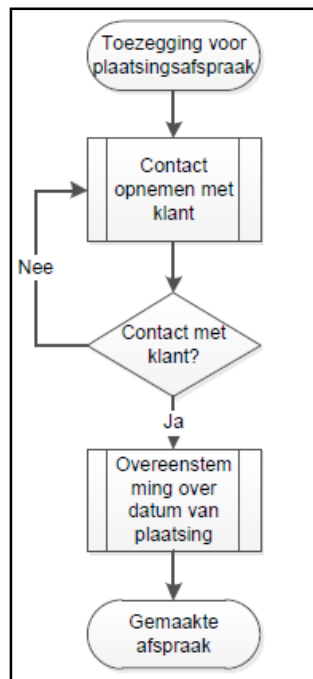 Toezegging voor
plaatsingsafspraak
Contact
opnemen met
klant
Nee
Contact met
klant?
Ja
Overeenstem
ming over
datum van
plaatsing
Gemaakte
afspraak